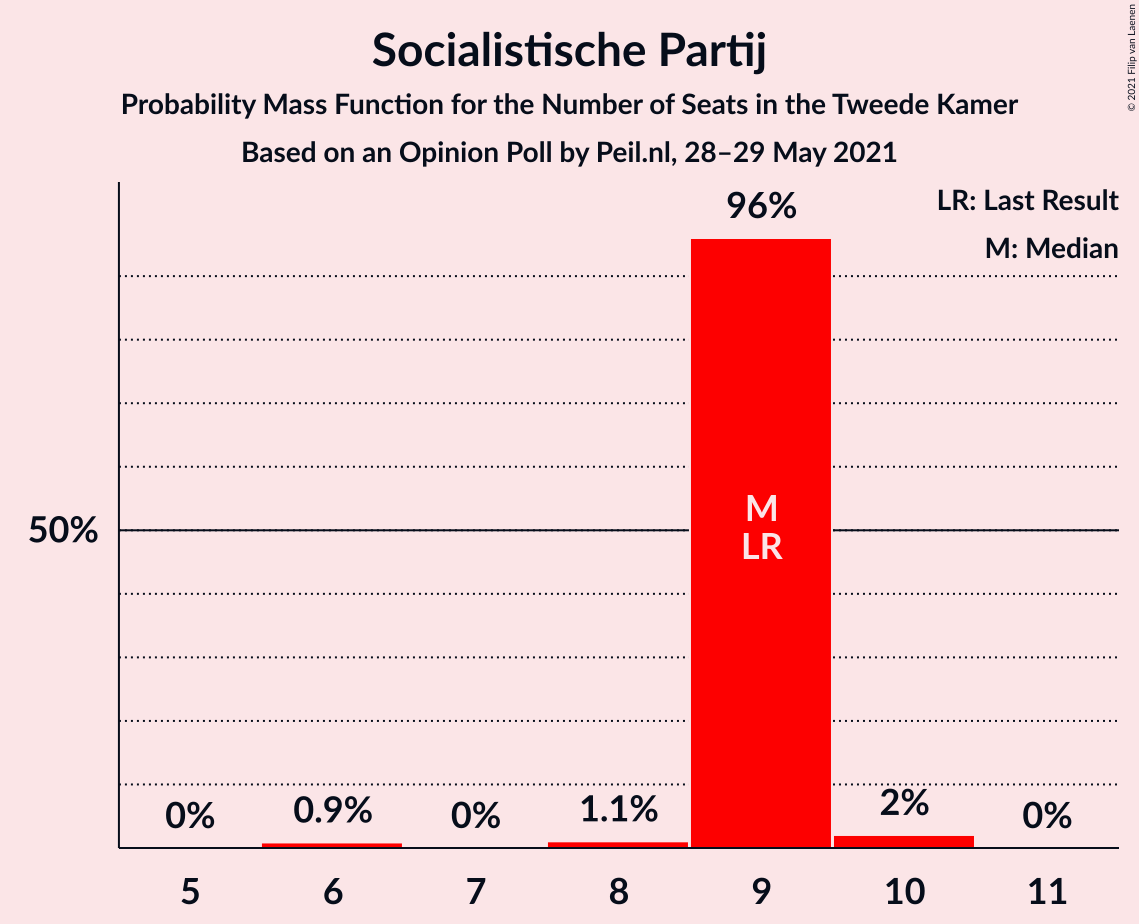 Socialistische Partij
Probability Mass Function for the Number of Seats in the Tweede Kamer
Based on an Opinion Poll by Peil.nl, 28–29 May 2021
© 2021 Filip van Laenen
LR: Last Result
M: Median
96%
50%
M
LR
0%
0.9%
0%
1.1%
2%
0%
5
6
7
8
9
10
11